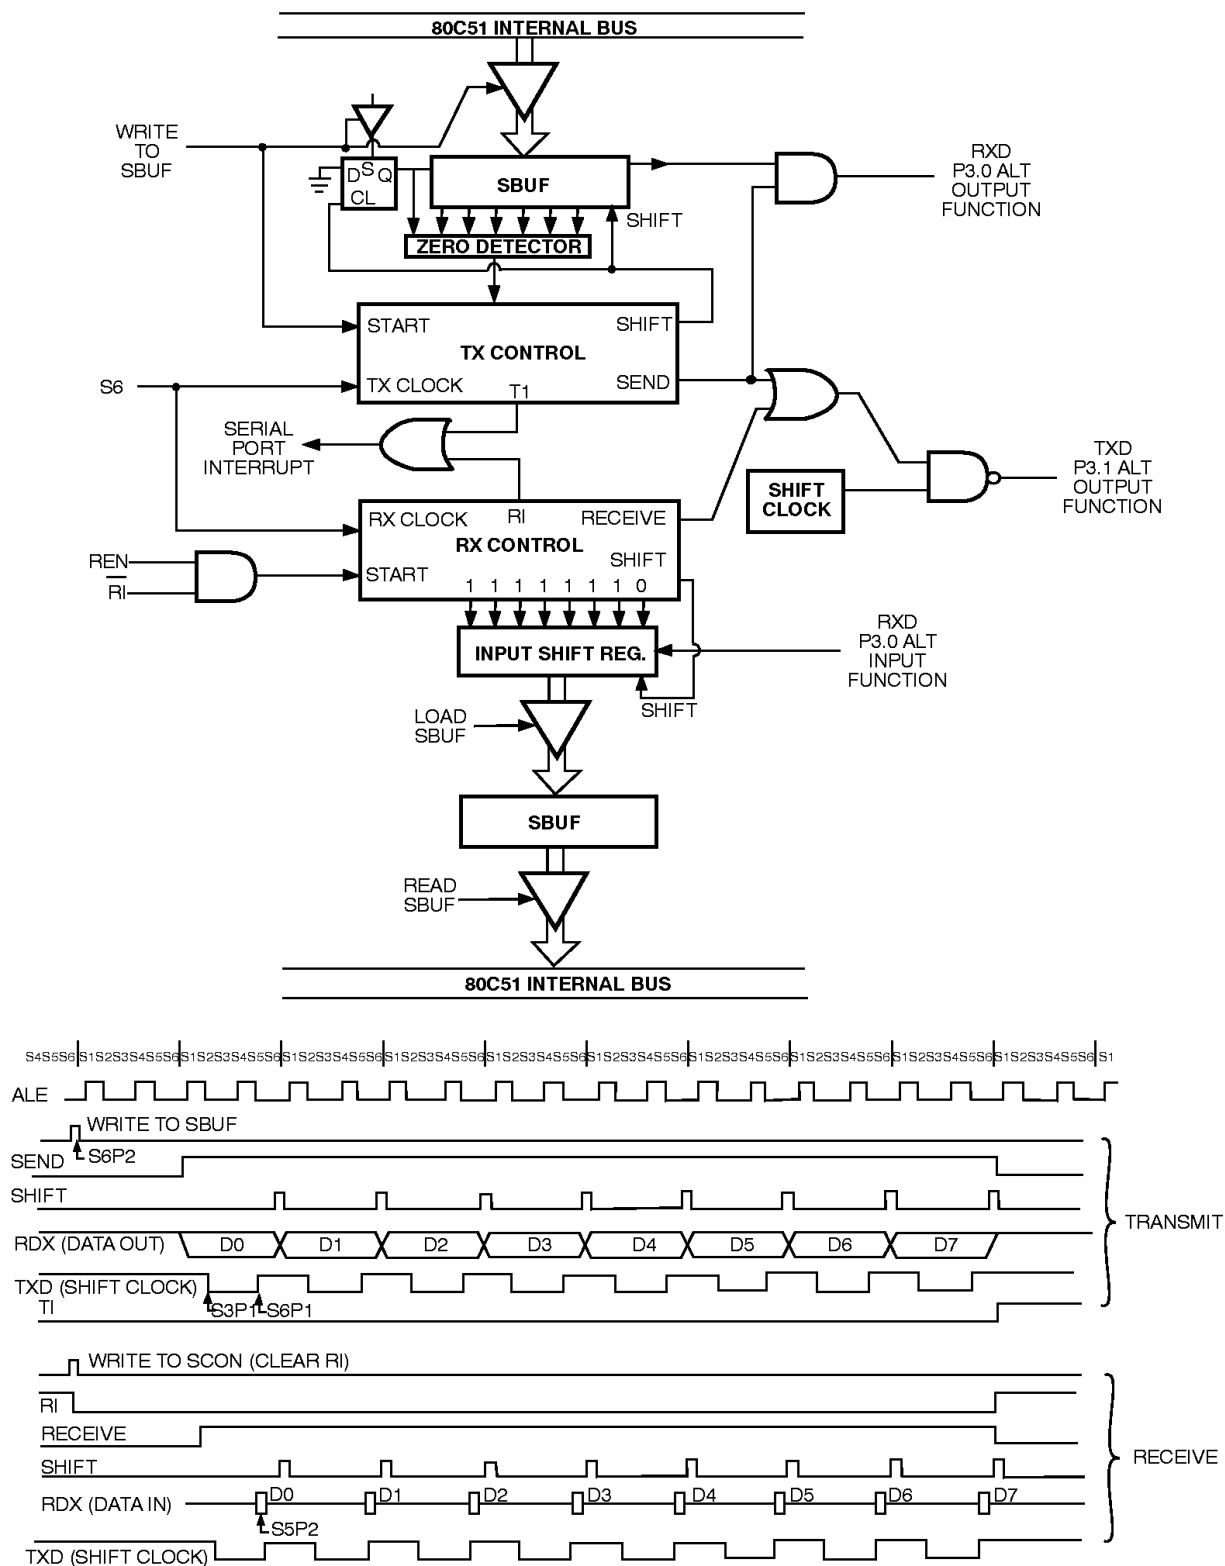 80C51 INTERNAL BUS
WRITE
TO
SBUF
D S Q
CL
SBUF
RXD
P3.0 ALT
OUTPUT
FUNCTION
SHIFT
ZERO DETECTOR
START
SHIFT
TX CONTROL
S6
TX CLOCK
T1
SEND
SERIAL
PORT
INTERRUPT
TXD
P3.1 ALT
OUTPUT
FUNCTION
SHIFT
CLOCK
RX CLOCK
RI
RECEIVE
RX CONTROL
REN
RI
START
SHIFT
1 1 1 1 1 1 1 0
INPUT SHIFT REG.
RXD
P3.0 ALT
INPUT
FUNCTION
SHIFT
LOAD
SBUF
SBUF
READ
SBUF
80C51 INTERNAL BUS
S4S5S6 S1S2S3S4S5S6 S1S2S3S4S5S6 S1S2S3S4S5S6 S1S2S3S4S5S6 S1S2S3S4S5S6 S1S2S3S4S5S6 S1S2S3S4S5S6 S1S2S3S4S5S6 S1S2S3S4S5S6 S1S2S3S4S5S6 S1
ALE
WRITE TO SBUF
S6P2
SEND
SHIFT
TRANSMIT
RDX (DATA OUT) D0 D1 D2 D3 D4 D5 D6 D7
TXD (SHIFT CLOCK)
S3P1 S6P1
TI
WRITE TO SCON (CLEAR RI)
RI
RECEIVE
RECEIVE
SHIFT
RDX (DATA IN) D0 D1 D2 D3 D4 D5 D6 D7
S5P2
TXD (SHIFT CLOCK)